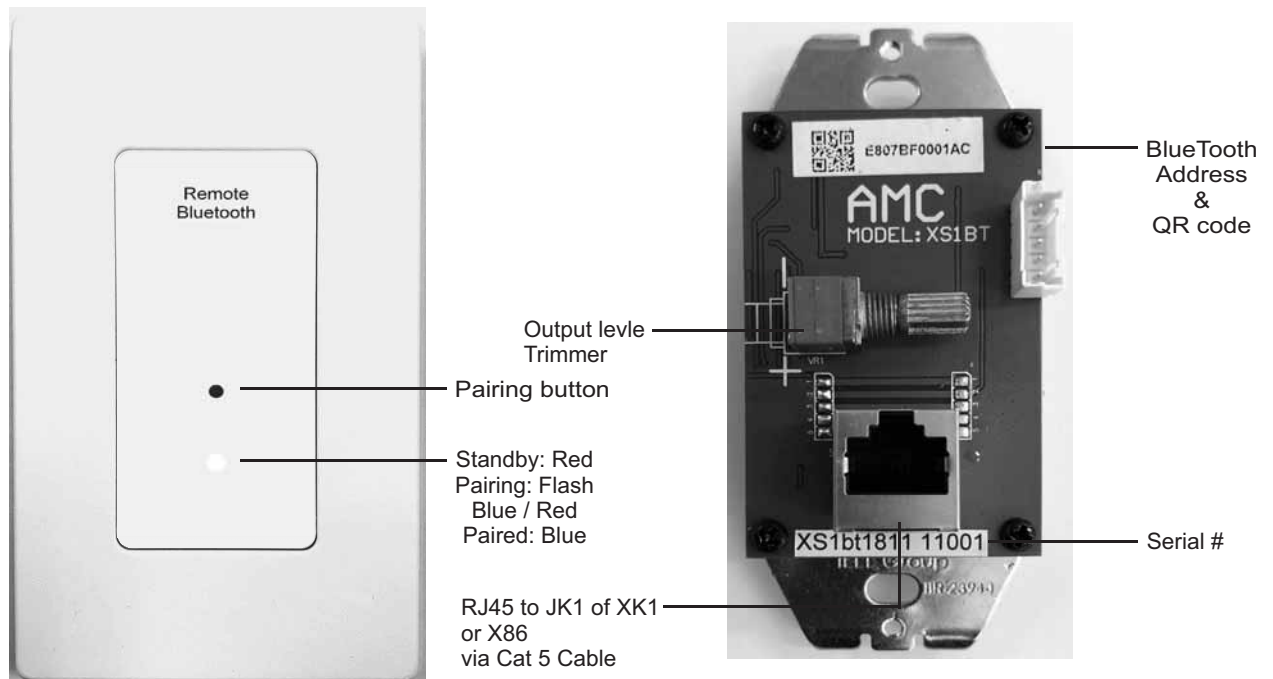 Remote
Bluetooth
Pairing button
Standby: Red
Pairing: Flash
Blue / Red
Paired: Blue
E807BF0001AC
AMC
MODEL: XS1BT
VR1
XS1bt1811 11001
Group
BlueTooth
Address
&
QR code
Output levle
Trimmer
Serial #
RJ45 to JK1 of XK1
or X86
via Cat 5 Cable